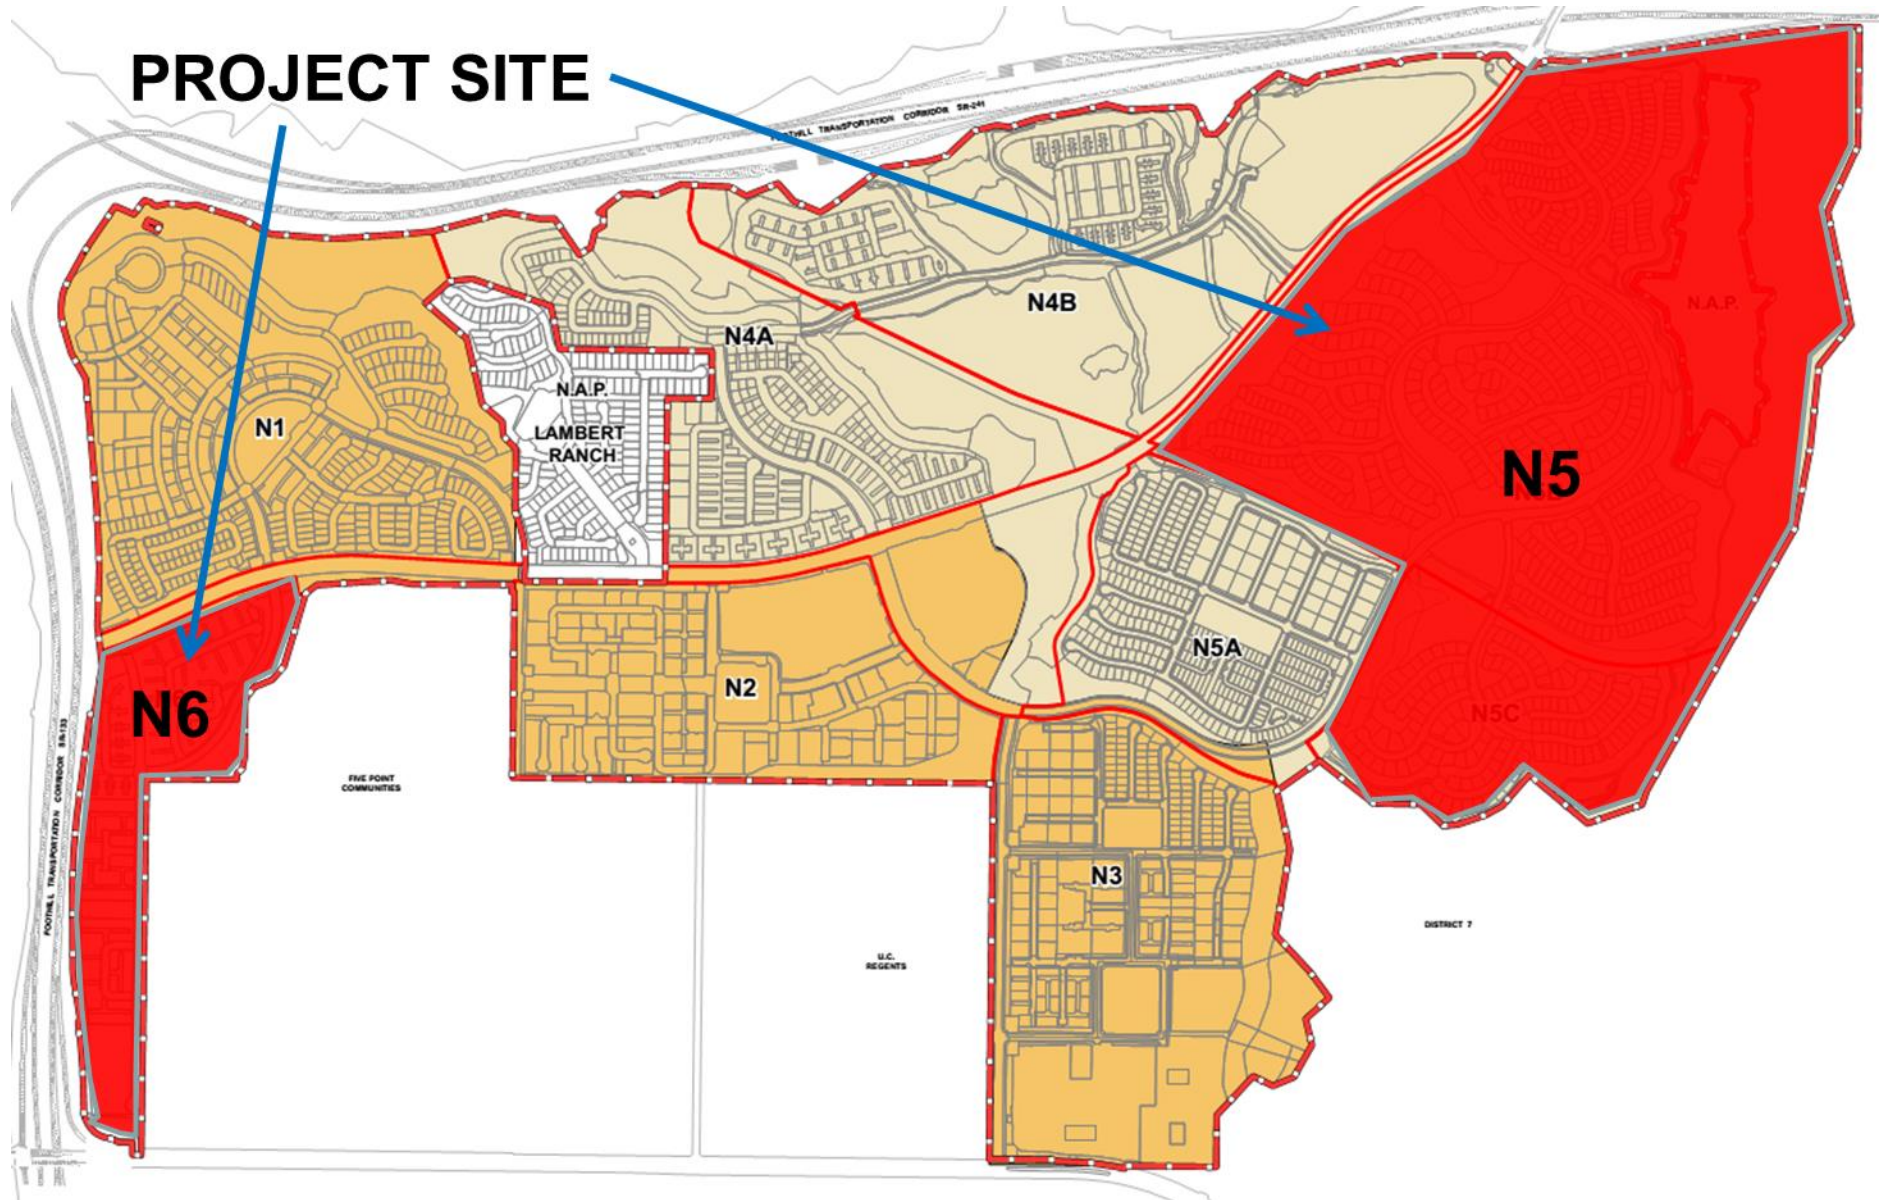 PROJECT SITE
FOOTHILL TRANSPORTATION CORRIDOR SR-241
N4B
N.A.P.
N4A
N.A.P.
LAMBERT
RANCH
N1
N5
N5A
N2
N6
N5C
FIVE POINT
COMMUNITIES
FOOTHILL TRANSPORTATION CORRIDOR SR-133
N3
DISTRICT 7
U.C.
REGENTS